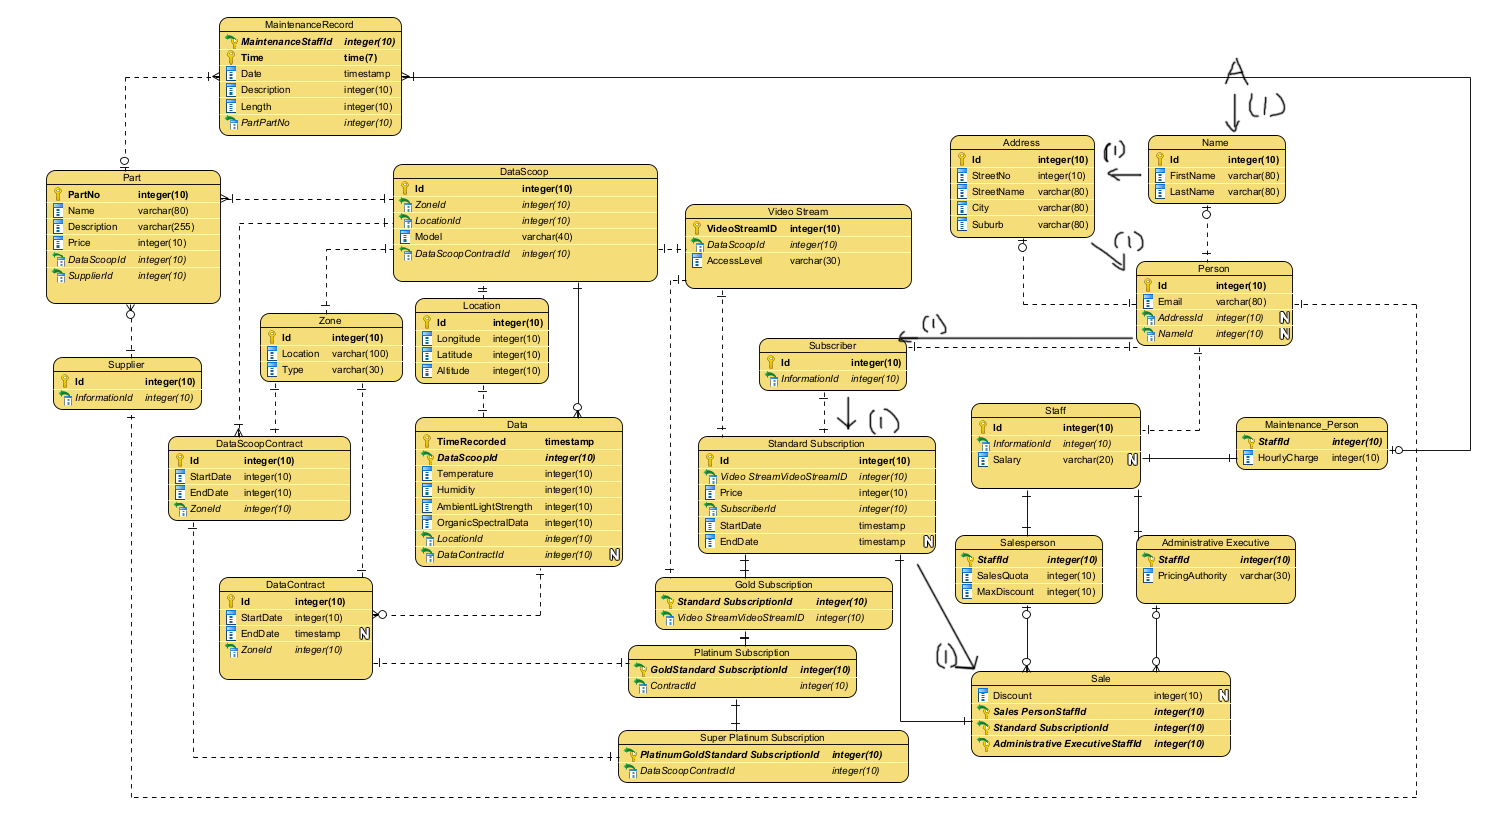 MaintenanceRecord
MaintenanceStaffId integer(10)
Time time(7)
Date timestamp
Description integer(10)
Length integer(10)
PartPartNo integer(10)
A
(1)
Address
Id integer(10)
StreetNo integer(10)
StreetName varchar(80)
City varchar(80)
Suburb varchar(80)
(1)
Name
Id integer(10)
FirstName varchar(80)
LastName varchar(80)
(1)
Part
PartNo integer(10)
Name varchar(80)
Description varchar(255)
Price integer(10)
DataScoopId integer(10)
SupplierId integer(10)
DataScoop
Id integer(10)
ZoneId integer(10)
LocationId integer(10)
Model varchar(40)
DataScoopContractId integer(10)
Video Stream
VideoStreamID integer(10)
DataScoopId integer(10)
AccessLevel varchar(30)
Person
Id integer(10)
Email varchar(80)
AddressId integer(10) N
NameId integer(10) N
(1)
Zone
Id integer(10)
Location varchar(100)
Type varchar(30)
Location
Id integer(10)
Longitude integer(10)
Latitude integer(10)
Altitude integer(10)
Subscriber
Id integer(10)
InformationId integer(10)
(1)
Supplier
Id integer(10)
InformationId integer(10)
Staff
Id integer(10)
InformationId integer(10)
Salary varchar(20) N
Maintenance_Person
StaffId integer(10)
HourlyCharge integer(10)
DataScoopContract
Id integer(10)
StartDate integer(10)
EndDate integer(10)
ZoneId integer(10)
Data
TimeRecorded timestamp
DataScoopId integer(10)
Temperature integer(10)
Humidity integer(10)
AmbientLightStrength integer(10)
OrganicSpectralData integer(10)
LocationId integer(10)
DataContractId integer(10) N
Standard Subscription
Id integer(10)
Video StreamVideoStreamID integer(10)
Price integer(10)
SubscriberId integer(10)
StartDate timestamp
EndDate timestamp N
Salesperson
StaffId integer(10)
SalesQuota integer(10)
MaxDiscount integer(10)
Administrative Executive
StaffId integer(10)
PricingAuthority varchar(30)
DataContract
Id integer(10)
StartDate integer(10)
EndDate timestamp N
ZoneId integer(10)
Gold Subscription
Standard SubscriptionId integer(10)
Video StreamVideoStreamID integer(10)
Platinum Subscription
GoldStandard SubscriptionId integer(10)
ContractId integer(10)
(1)
Sale
Discount integer(10) N
Sales PersonStaffId integer(10)
Standard SubscriptionId integer(10)
Administrative ExecutiveStaffId integer(10)
Super Platinum Subscription
PlatinumGoldStandard SubscriptionId integer(10)
DataScoopContractId integer(10)